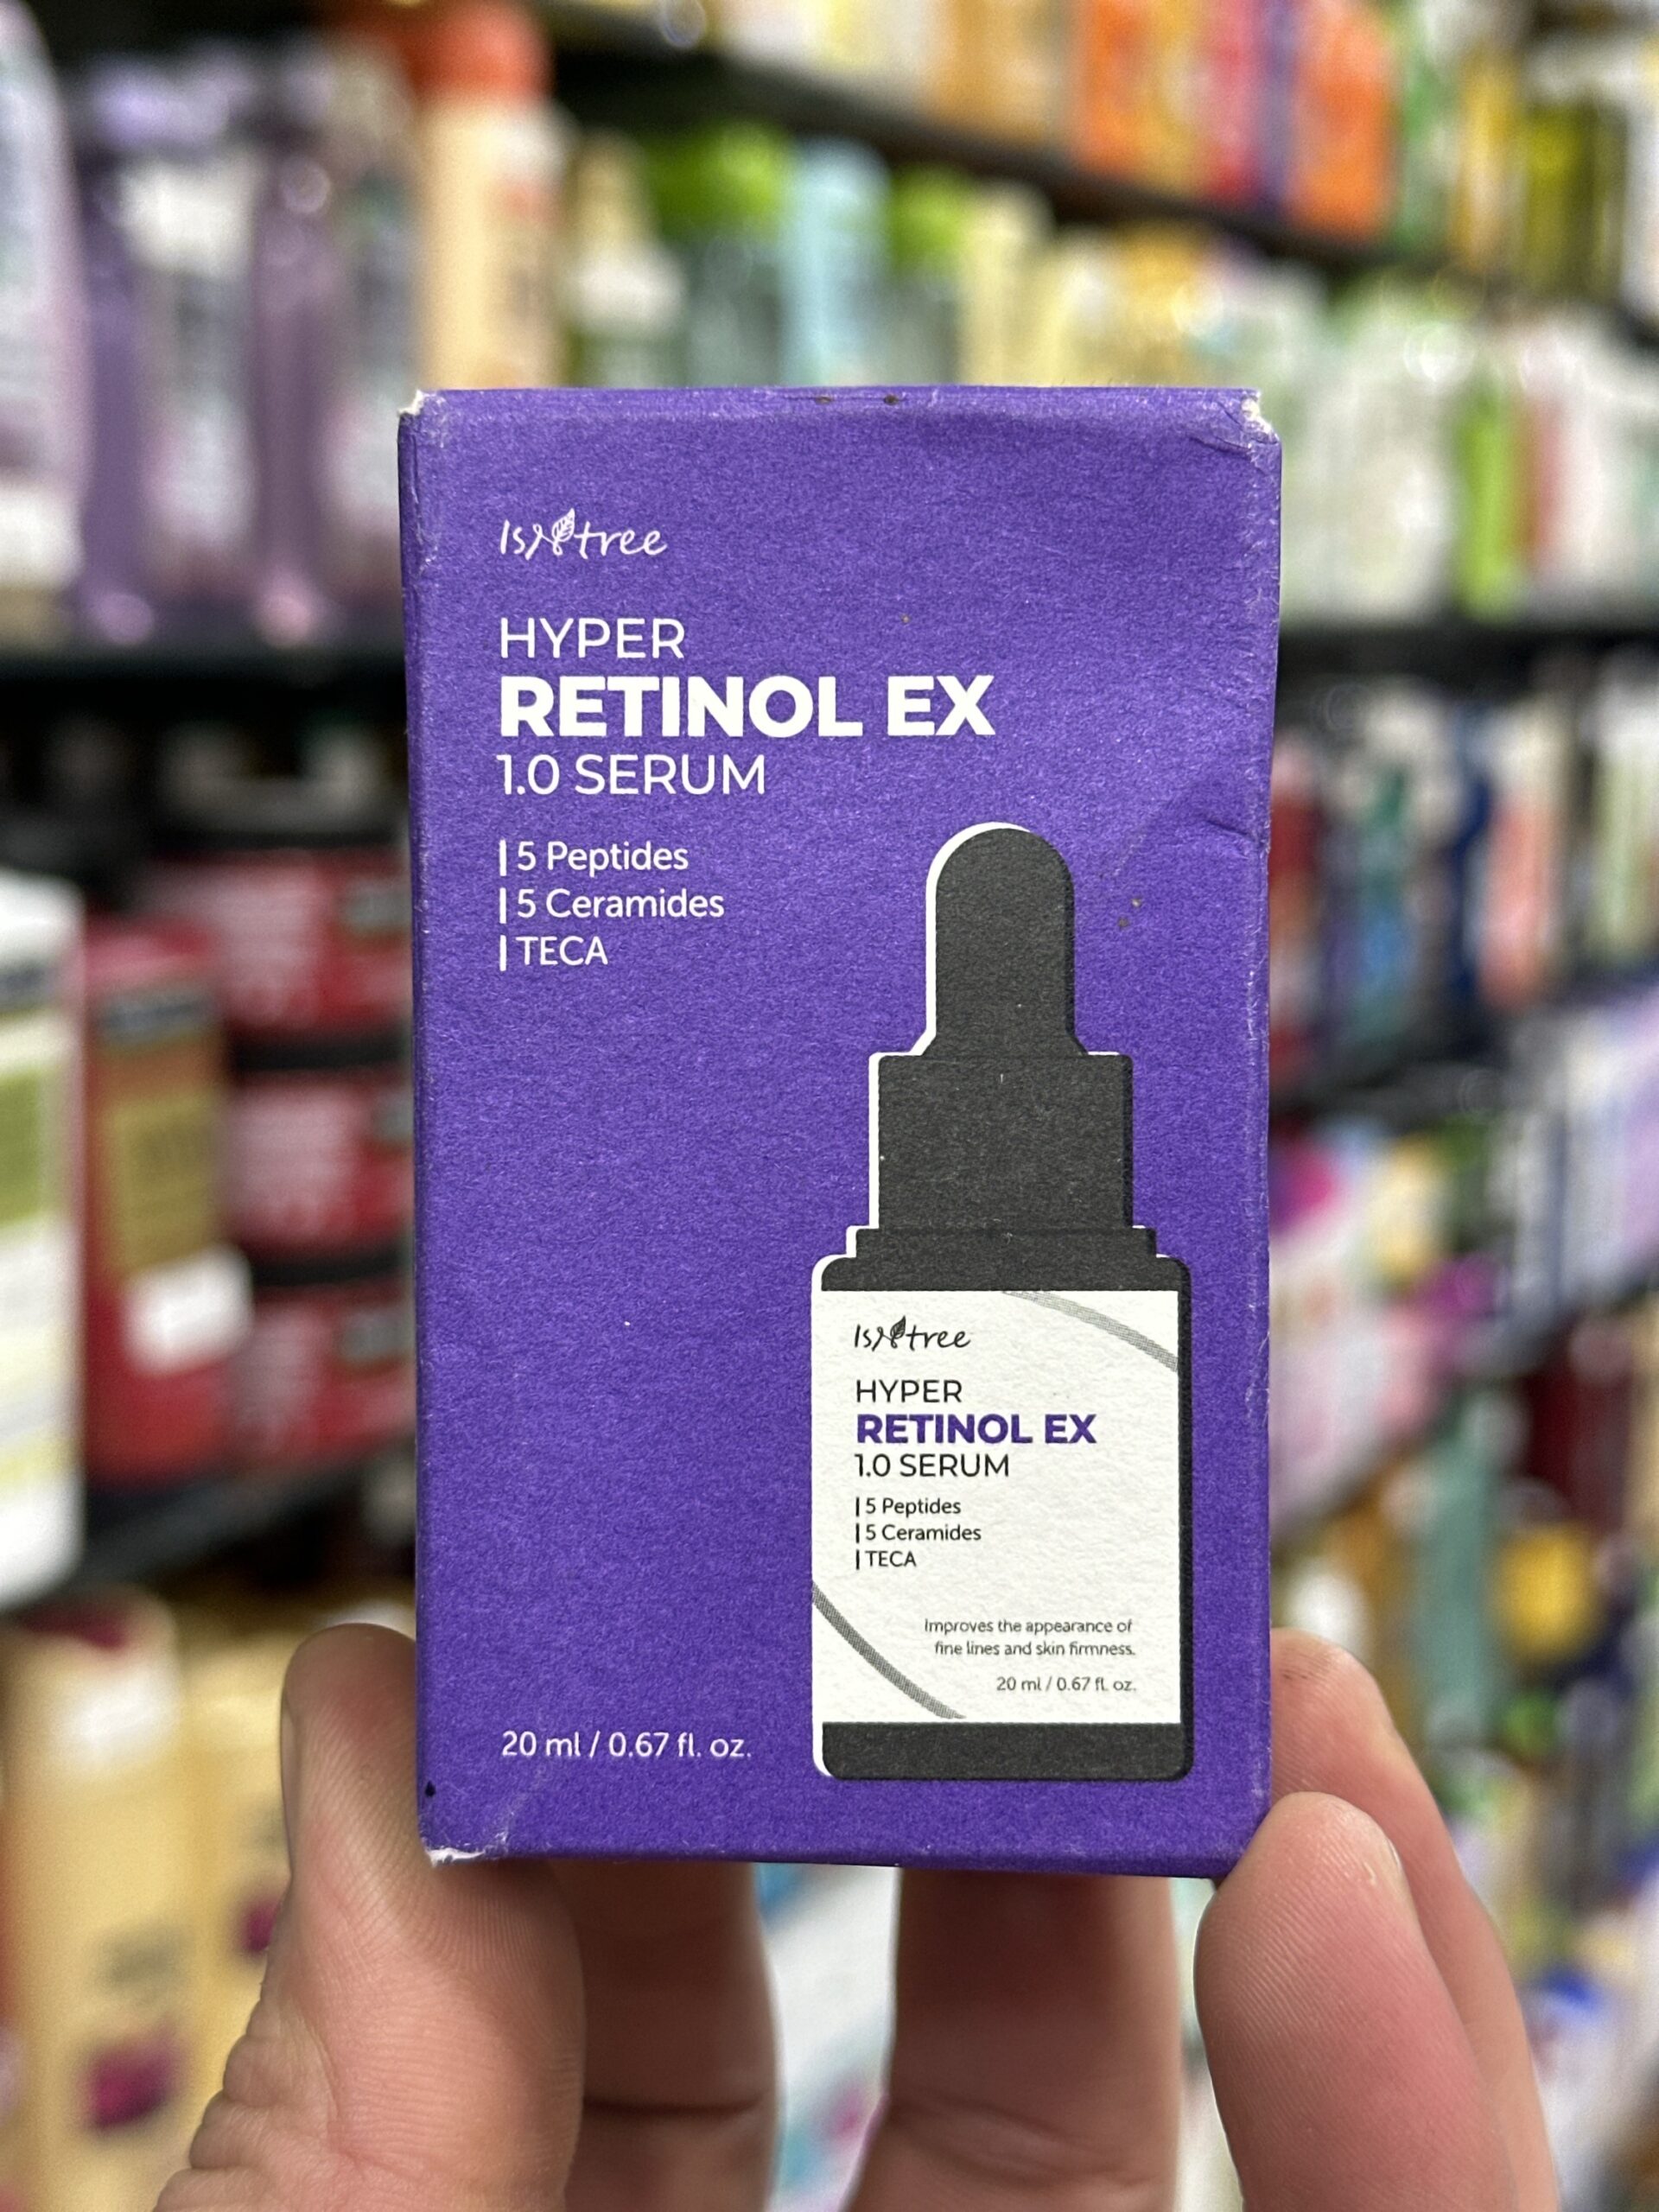 IsNtree
HYPER
RETINOL EX
1.0 SERUM
| 5 Peptides
| 5 Ceramides
| TECA
IsNtree
HYPER
RETINOL EX
1.0 SERUM
| 5 Peptides
| 5 Ceramides
| TECA
Improves the appearance of
fine lines and skin firmness.
20 ml / 0.67 fl. oz.
20 ml / 0.67 fl. oz.